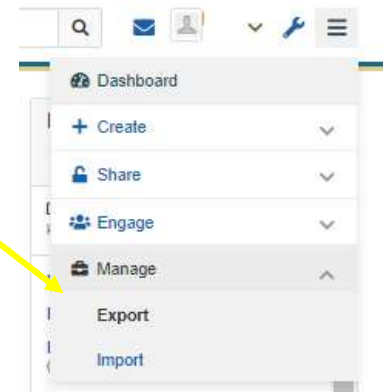 Dashboard
Create
Share
Engage
Manage
Export
Import